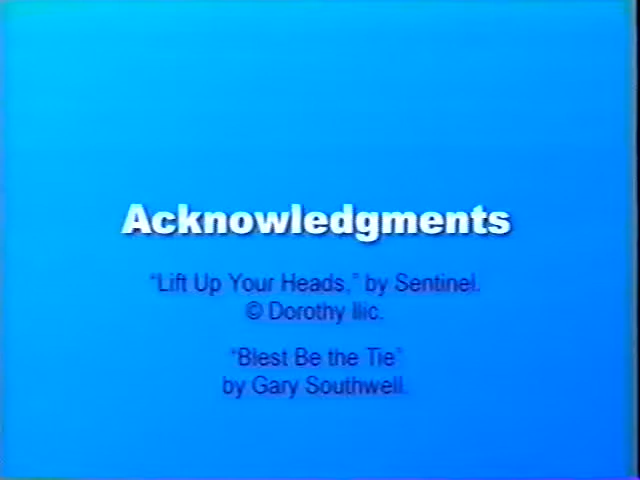 Acknowledgments
“Lift Up Your Heads,” by Sentinel.
© Dorothy Ilic.
“Blest Be the Tie”
by Gary Southwell.